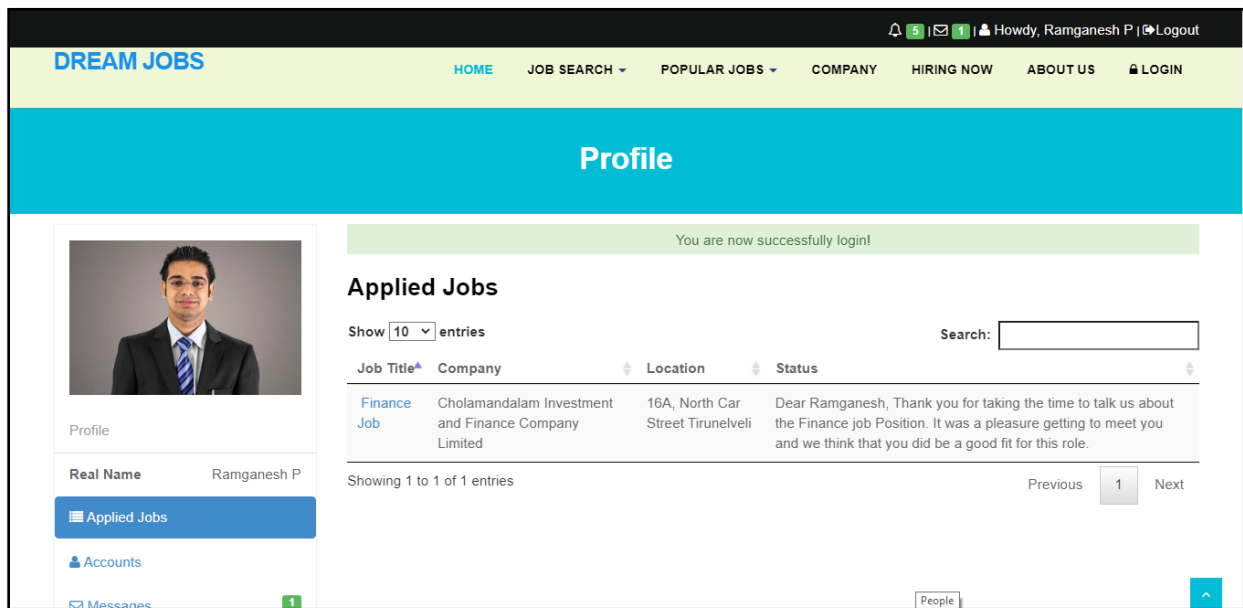 5 | 1 | Howdy, Ramganesh P | Logout
DREAM JOBS
HOME JOB SEARCH POPULAR JOBS COMPANY HIRING NOW ABOUT US LOGIN
Profile
You are now successfully login!
Applied Jobs
Show 10 entries
Search:
Job Title Company Location Status
Finance Job
Cholamandalam Investment
and Finance Company
Limited
16A, North Car
Street Tirunelveli
Dear Ramganesh, Thank you for taking the time to talk us about
the Finance job Position. It was a pleasure getting to meet you
and we think that you did be a good fit for this role.
Showing 1 to 1 of 1 entries
Previous 1 Next
Profile
Real Name Ramganesh P
Applied Jobs
Accounts
Messages 1
People